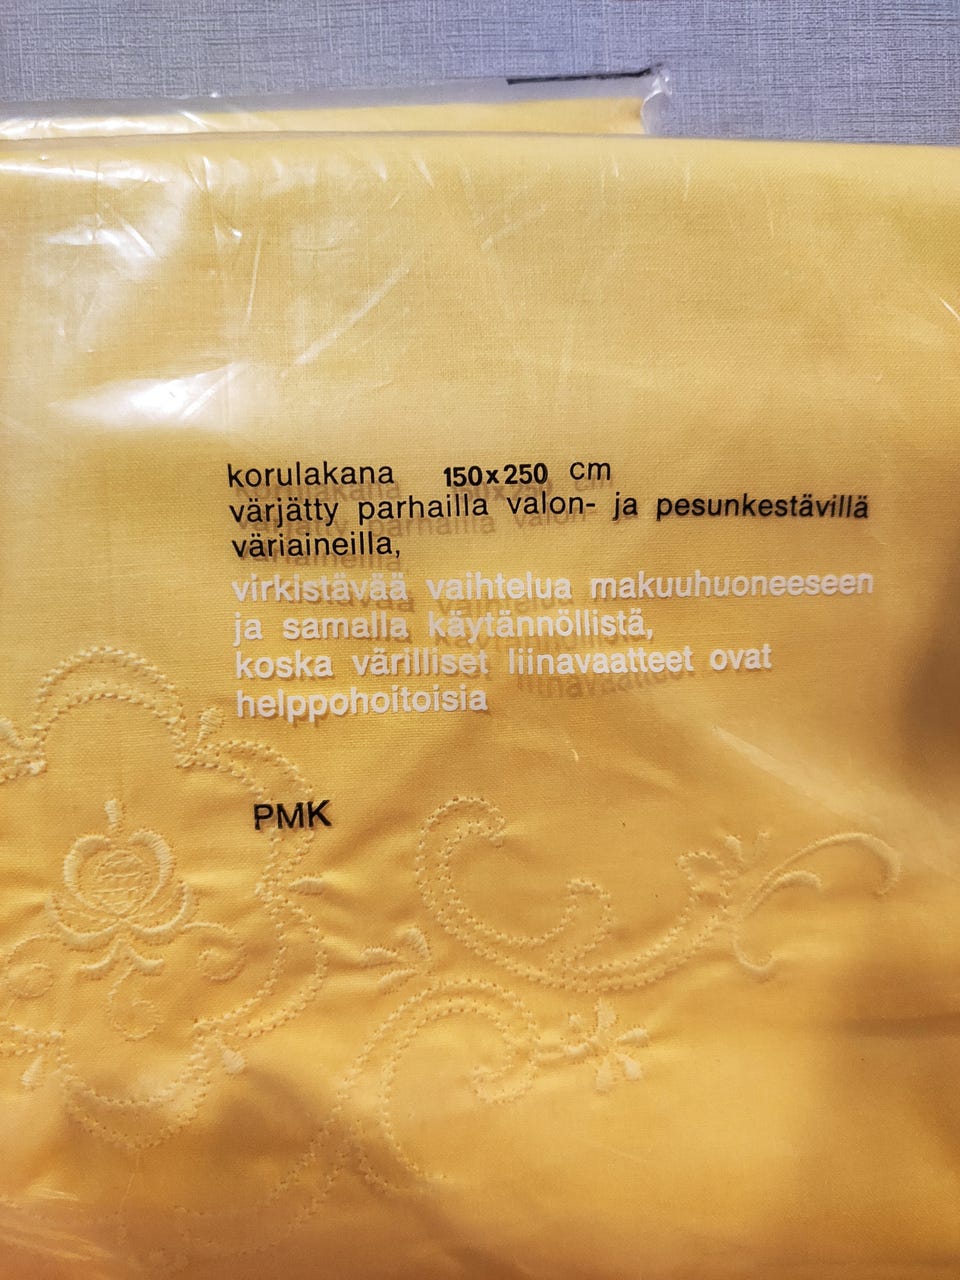 korulakana 150x250 cm
värjätty parhailla valon- ja pesunkestävillä
väriaineilla,
virkistävää vaihtelua makuuhuoneeseen
ja samalla käytännöllistä,
koska värilliset liinavaatteet ovat
helppohoitoisia
PMK